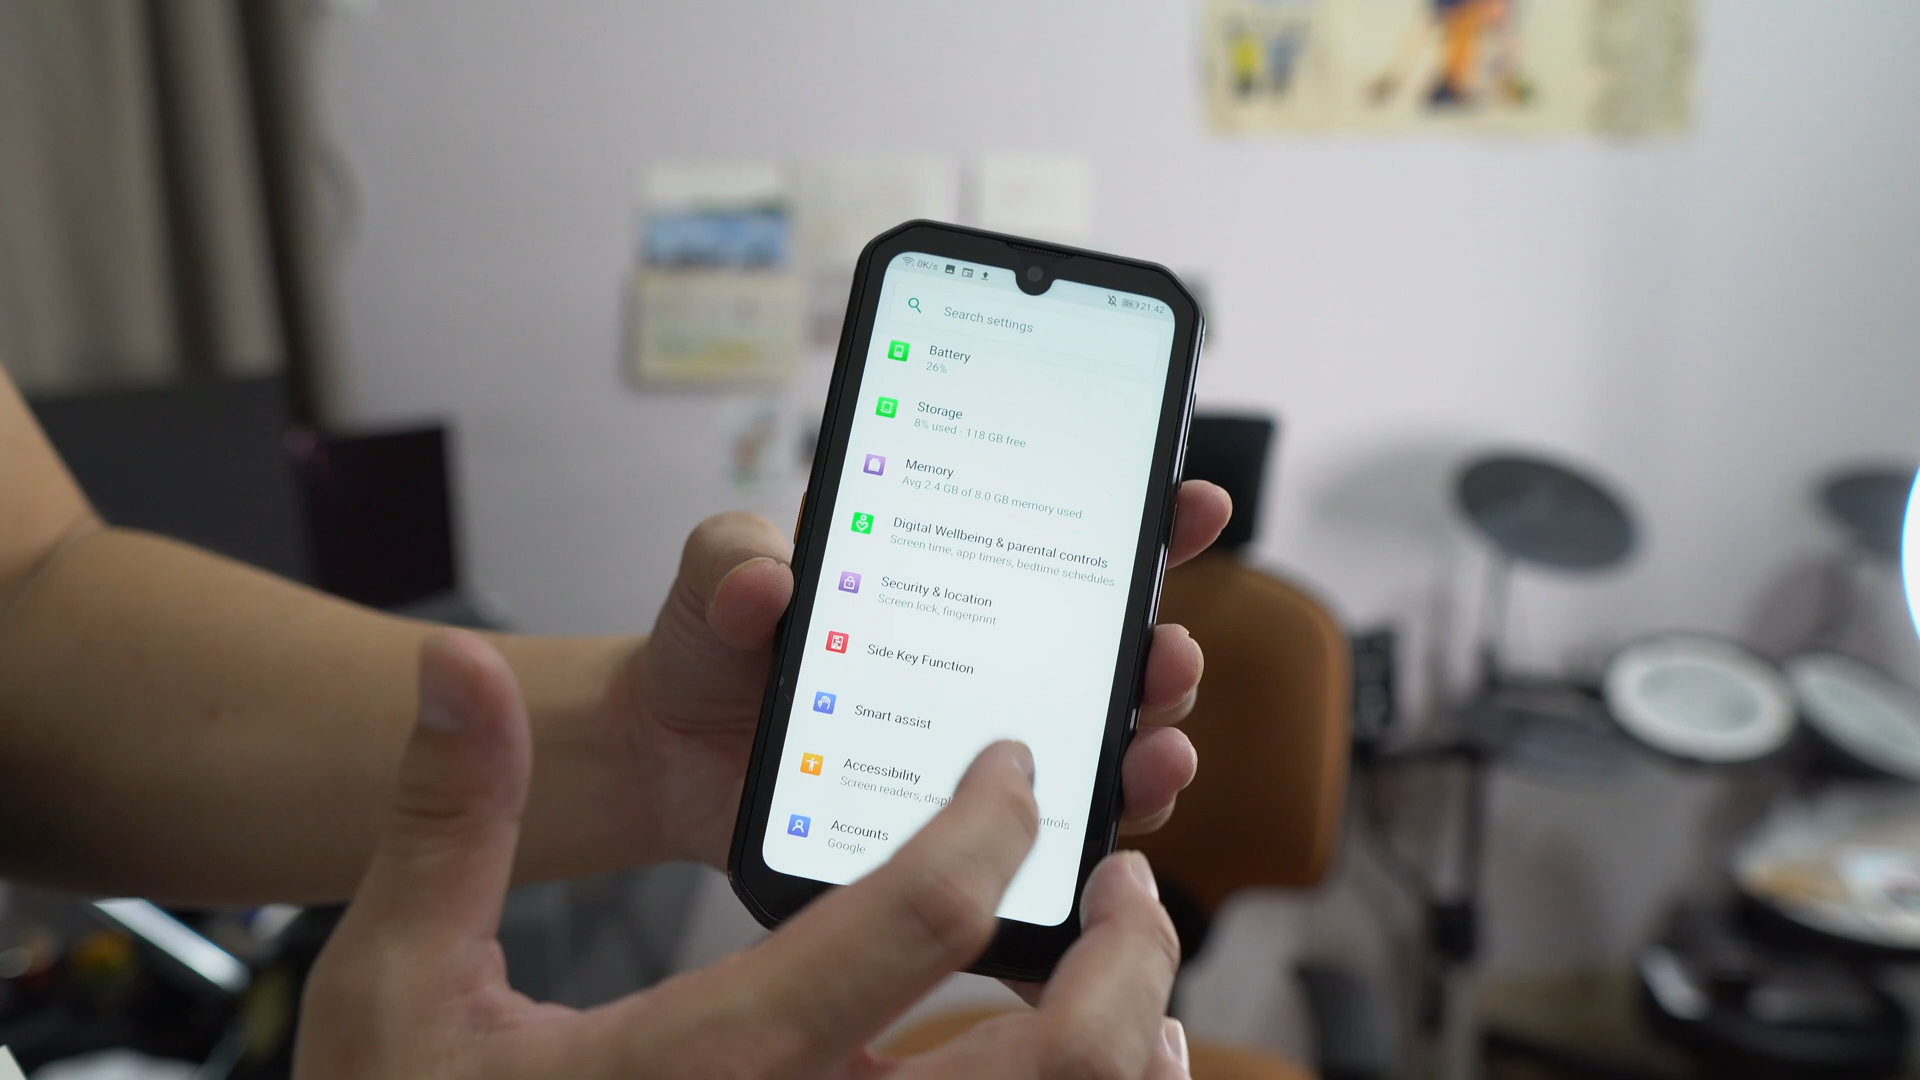 0K/s 21:42
Search settings
Battery
26%
Storage
8% used - 118 GB free
Memory
Avg 2.4 GB of 8.0 GB memory used
Digital Wellbeing & parental controls
Screen time, app timers, bedtime schedules
Security & location
Screen lock, fingerprint
Side Key Function
Smart assist
Accessibility
Screen readers,
Accounts
Google